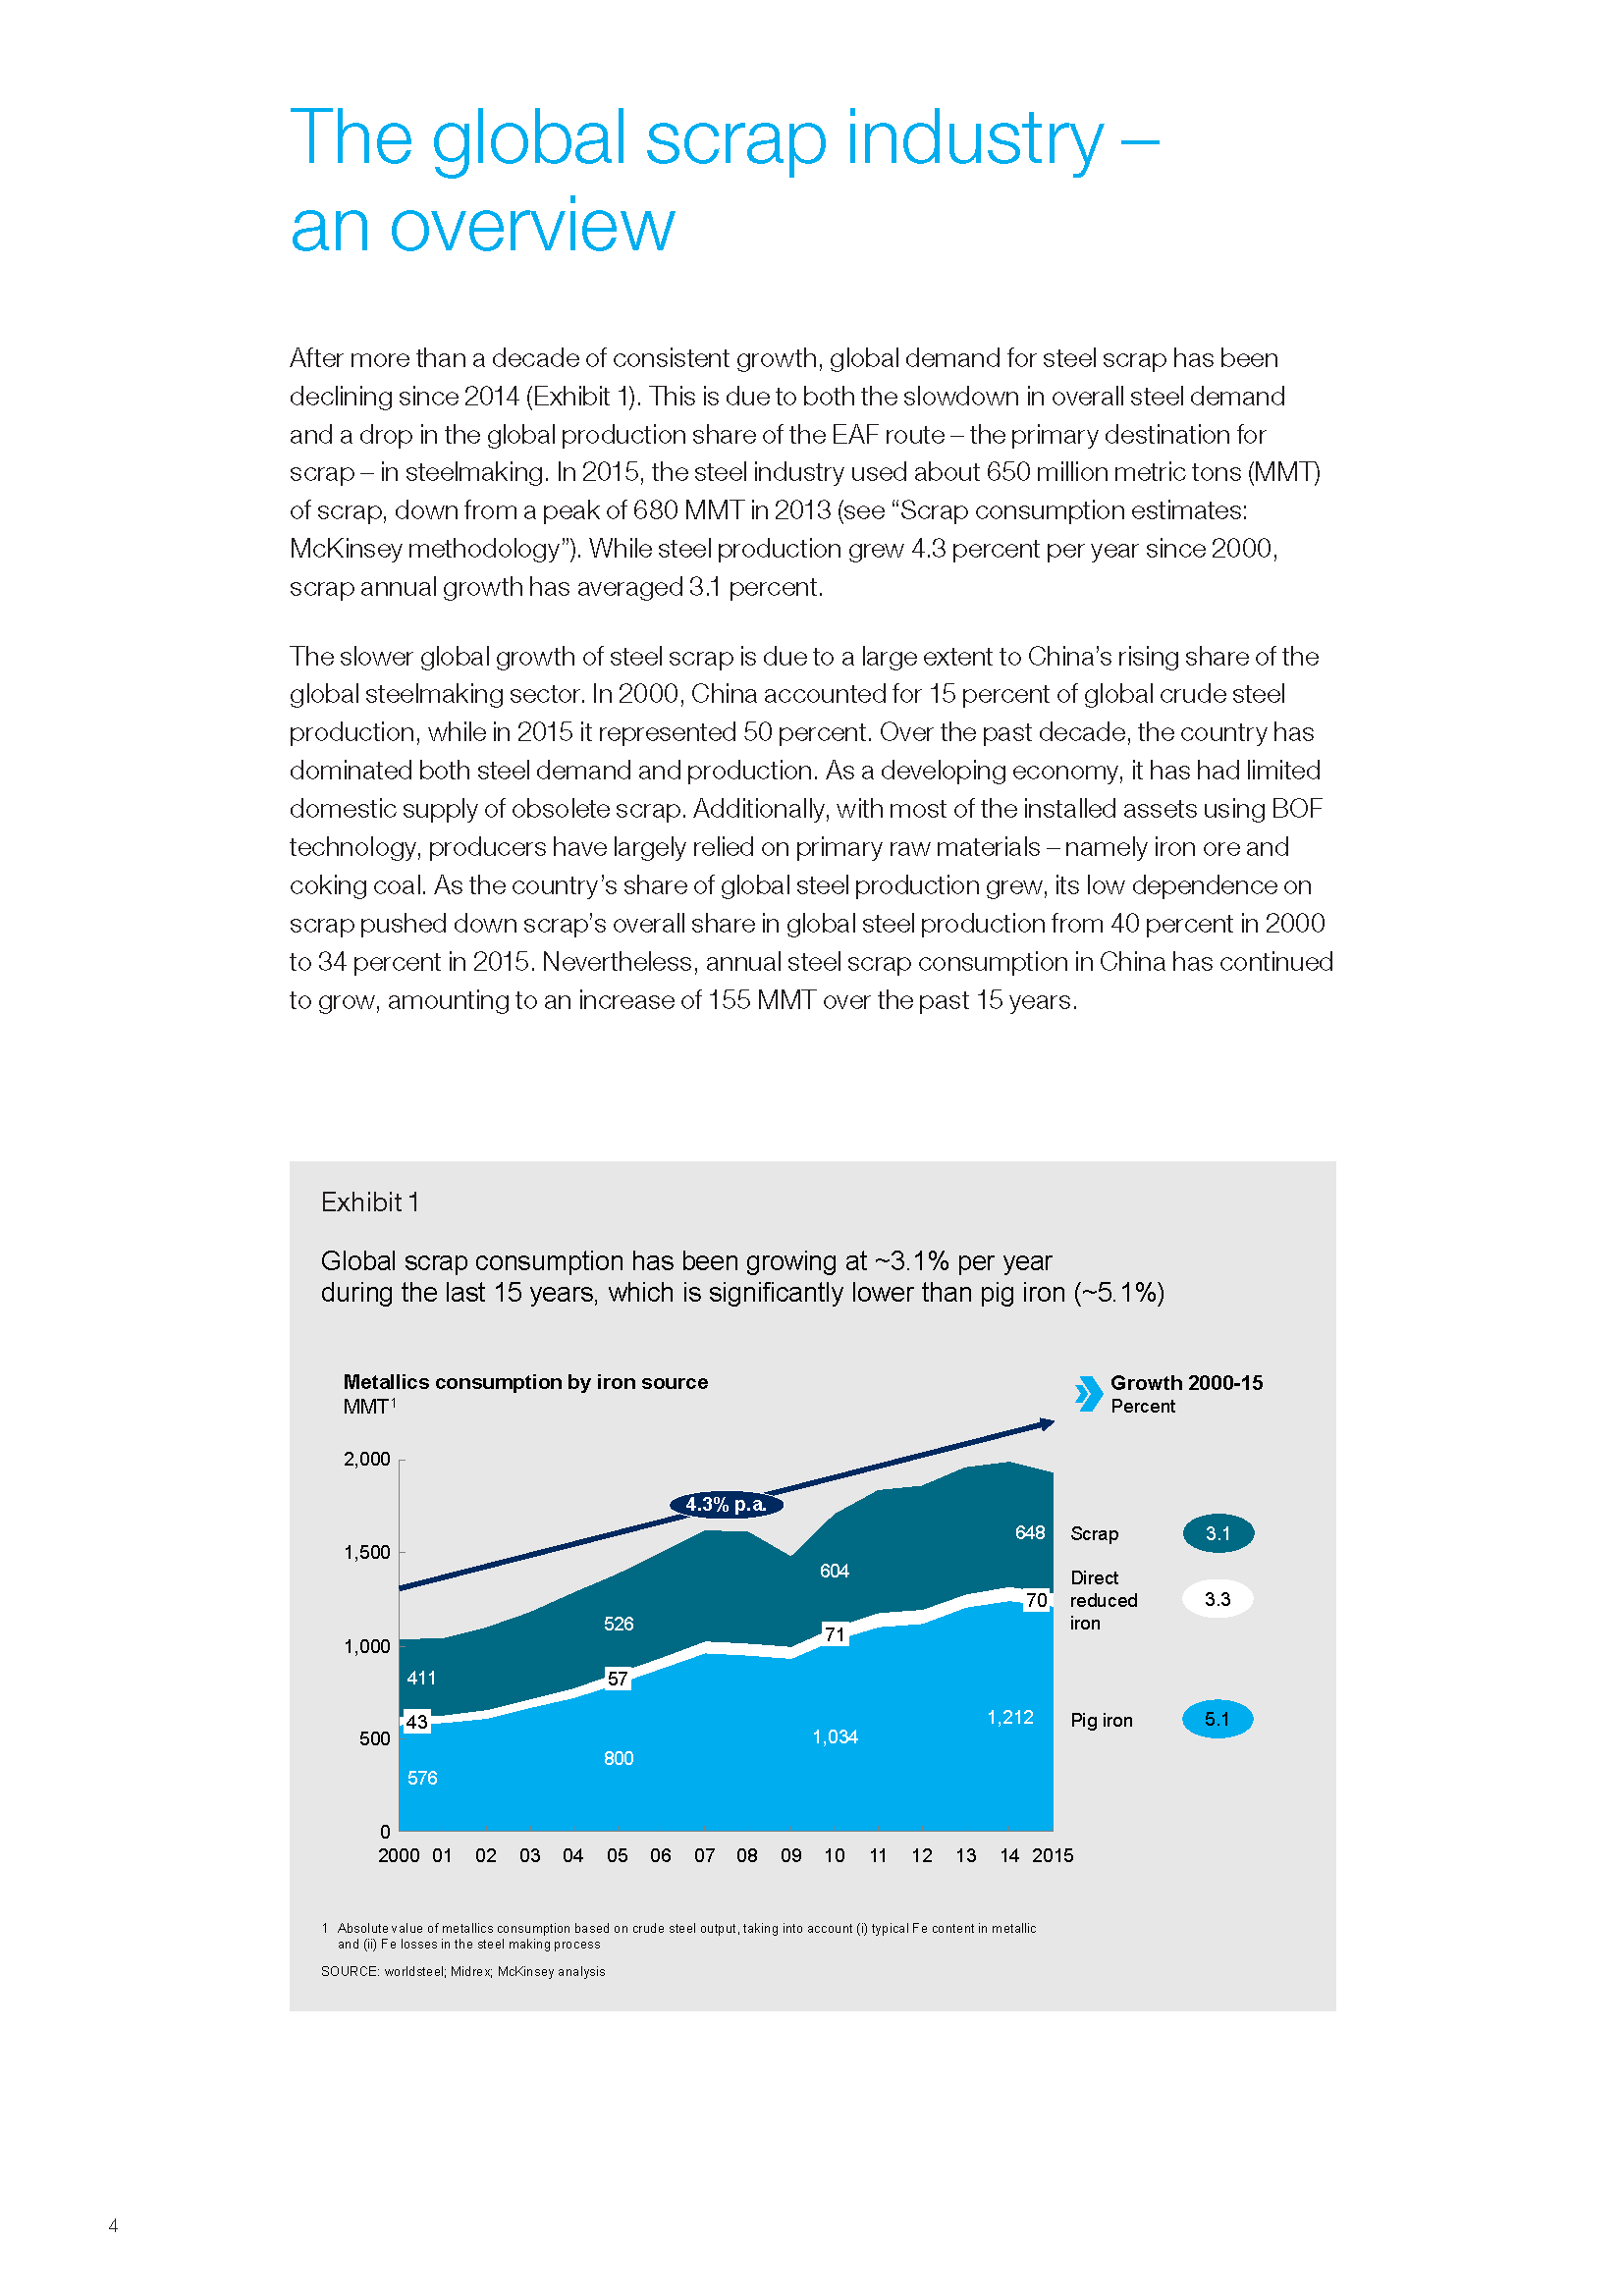 The global scrap industry –
an overview
After more than a decade of consistent growth, global demand for steel scrap has been
declining since 2014 (Exhibit 1). This is due to both the slowdown in overall steel demand
and a drop in the global production share of the EAF route – the primary destination for
scrap – in steelmaking. In 2015, the steel industry used about 650 million metric tons (MMT)
of scrap, down from a peak of 680 MMT in 2013 (see “Scrap consumption estimates:
McKinsey methodology”). While steel production grew 4.3 percent per year since 2000,
scrap annual growth has averaged 3.1 percent.
The slower global growth of steel scrap is due to a large extent to China’s rising share of the
global steelmaking sector. In 2000, China accounted for 15 percent of global crude steel
production, while in 2015 it represented 50 percent. Over the past decade, the country has
dominated both steel demand and production. As a developing economy, it has had limited
domestic supply of obsolete scrap. Additionally, with most of the installed assets using BOF
technology, producers have largely relied on primary raw materials – namely iron ore and
coking coal. As the country’s share of global steel production grew, its low dependence on
scrap pushed down scrap’s overall share in global steel production from 40 percent in 2000
to 34 percent in 2015. Nevertheless, annual steel scrap consumption in China has continued
to grow, amounting to an increase of 155 MMT over the past 15 years.
Exhibit 1
Global scrap consumption has been growing at ~3.1% per year
during the last 15 years, which is significantly lower than pig iron (~5.1%)
Metallics consumption by iron source
MMT1
Growth 2000-15
Percent
2,000
4.3% p.a.
1,500
648 Scrap 3.1
604
Direct
reduced
iron
70 3.3
526
71
1,000
411
57
43
500
1,212 Pig iron 5.1
1,034
800
576
0
2000 01 02 03 04 05 06 07 08 09 10 11 12 13 14 2015
1 Absolute value of metallics consumption based on crude steel output, taking into account (i) typical Fe content in metallic
and (ii) Fe losses in the steel making process
SOURCE: worldsteel; Midrex; McKinsey analysis
4